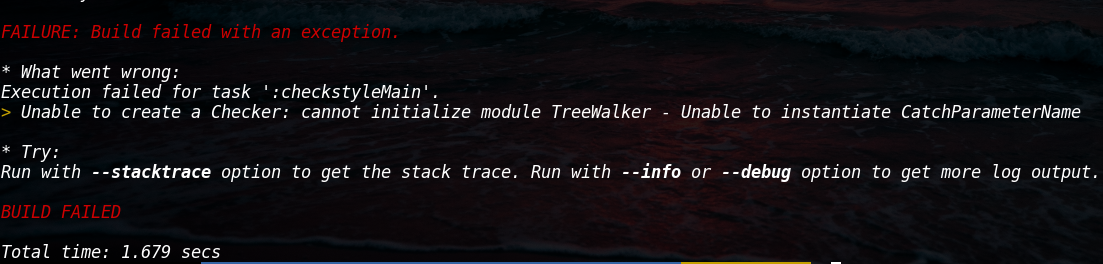 FAILURE: Build failed with an exception.
* What went wrong:
Execution failed for task ':checkstyleMain'.
> Unable to create a Checker: cannot initialize module TreeWalker - Unable to instantiate CatchParameterName
* Try:
Run with --stacktrace option to get the stack trace. Run with --info or --debug option to get more log output.
BUILD FAILED
Total time: 1.679 secs